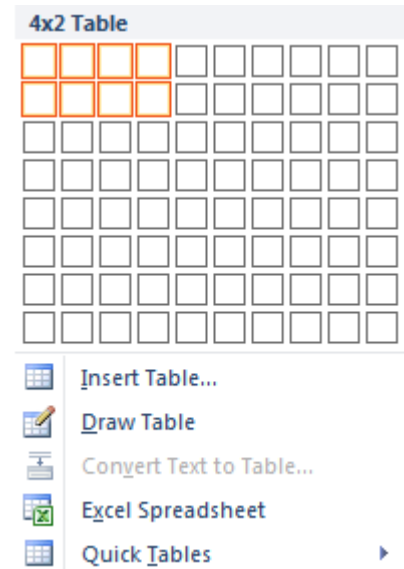 4x2 Table
Insert Table...
Draw Table
Convert Text to Table...
Excel Spreadsheet
Quick Tables